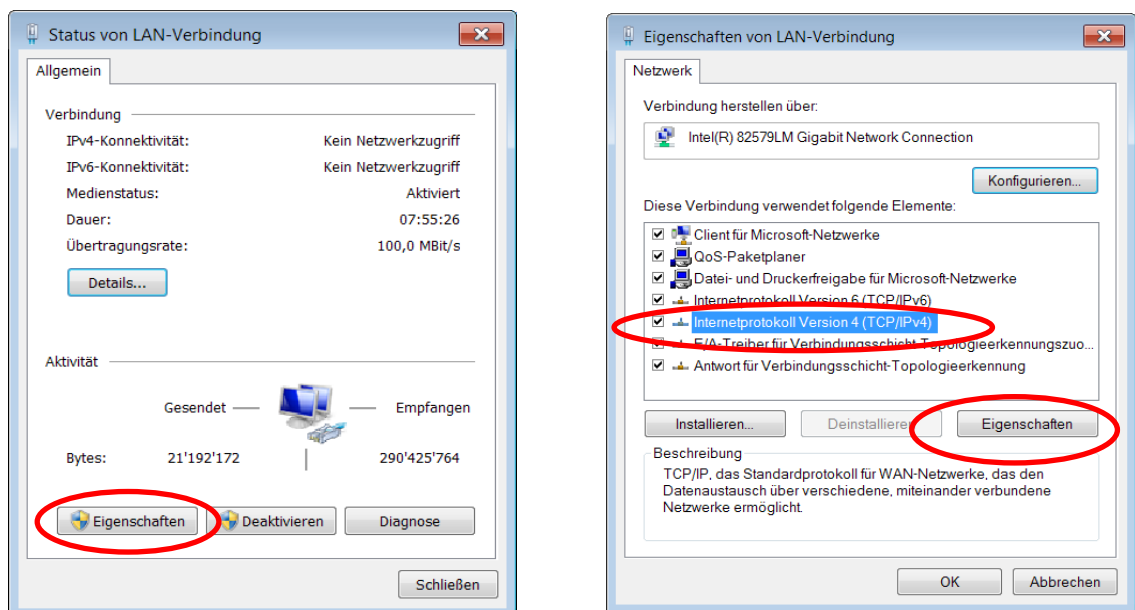 Status von LAN-Verbindung
Allgemein
Verbindung
IPv4-Konnektivität: Kein Netzwerkzugriff
IPv6-Konnektivität: Kein Netzwerkzugriff
Medienstatus: Aktiviert
Dauer: 07:55:26
Übertragungsrate: 100,0 MBit/s
Details...
Aktivität
Gesendet Empfangen
Bytes: 21'192'172 290'425'764
Eigenschaften Deaktivieren Diagnose
Schließen
Eigenschaften von LAN-Verbindung
Netzwerk
Verbindung herstellen über:
Intel(R) 82579LM Gigabit Network Connection
Konfigurieren...
Diese Verbindung verwendet folgende Elemente:
Client für Microsoft-Netzwerke
QoS-Paketplaner
Datei- und Druckerfreigabe für Microsoft-Netzwerke
Internetprotokoll Version 6 (TCP/IPv6)
Internetprotokoll Version 4 (TCP/IPv4)
E/A-Treiber für Verbindungsschicht-Topologieerkennungszuo...
Antwort für Verbindungsschicht-Topologieerkennung
Installieren... Deinstallieren Eigenschaften
Beschreibung
TCP/IP, das Standardprotokoll für WAN-Netzwerke, das den
Datenaustausch über verschiedene, miteinander verbundene
Netzwerke ermöglicht.
OK Abbrechen